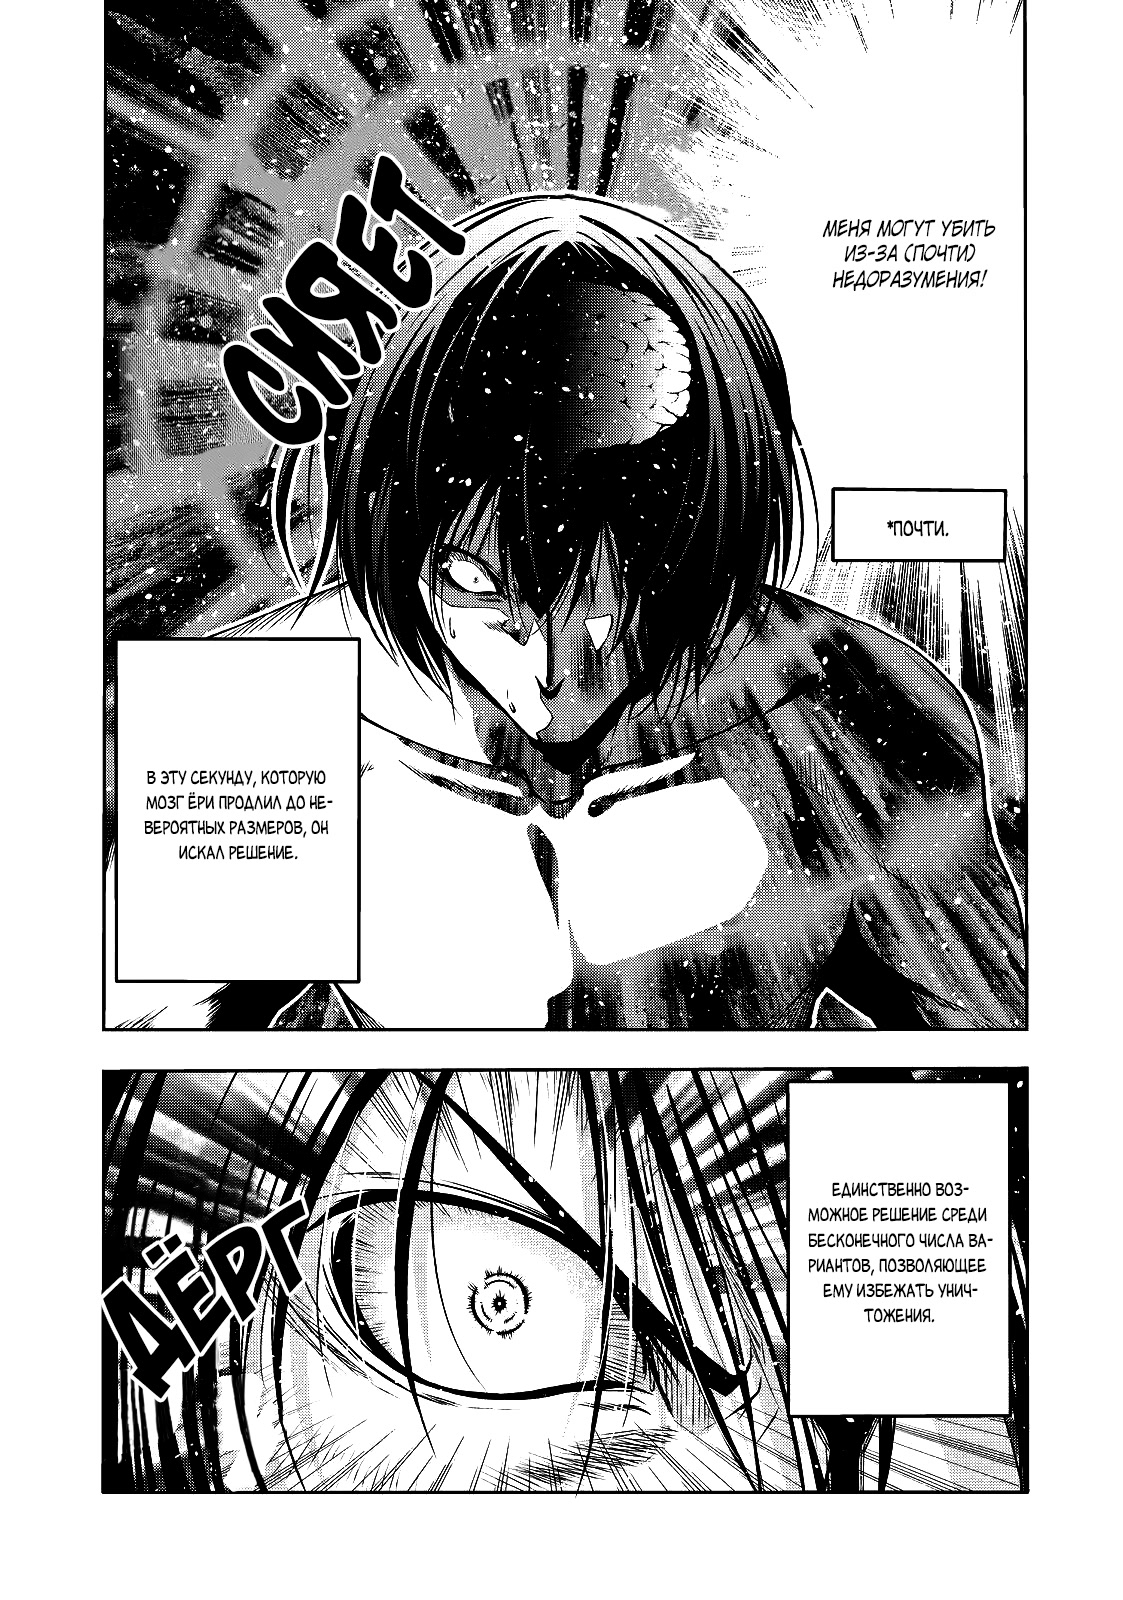 МЕНЯ МОГУТ УБИТЬ
ИЗ-ЗА (ПОЧТИ)
НЕДОРАЗУМЕНИЯ!
СИЯЕТ
*ПОЧТИ.
В ЭТУ СЕКУНДУ, КОТОРУЮ
МОЗГ ЁРИ ПРОДЛИЛ ДО НЕ-
ВЕРОЯТНЫХ РАЗМЕРОВ, ОН
ИСКАЛ РЕШЕНИЕ.
ЕДИНСТВЕННО ВОЗ-
МОЖНОЕ РЕШЕНИЕ СРЕДИ
БЕСКОНЕЧНОГО ЧИСЛА ВА-
РИАНТОВ, ПОЗВОЛЯЮЩЕЕ
ЕМУ ИЗБЕЖАТЬ УНИЧ-
ТОЖЕНИЯ.
ДЁРГ